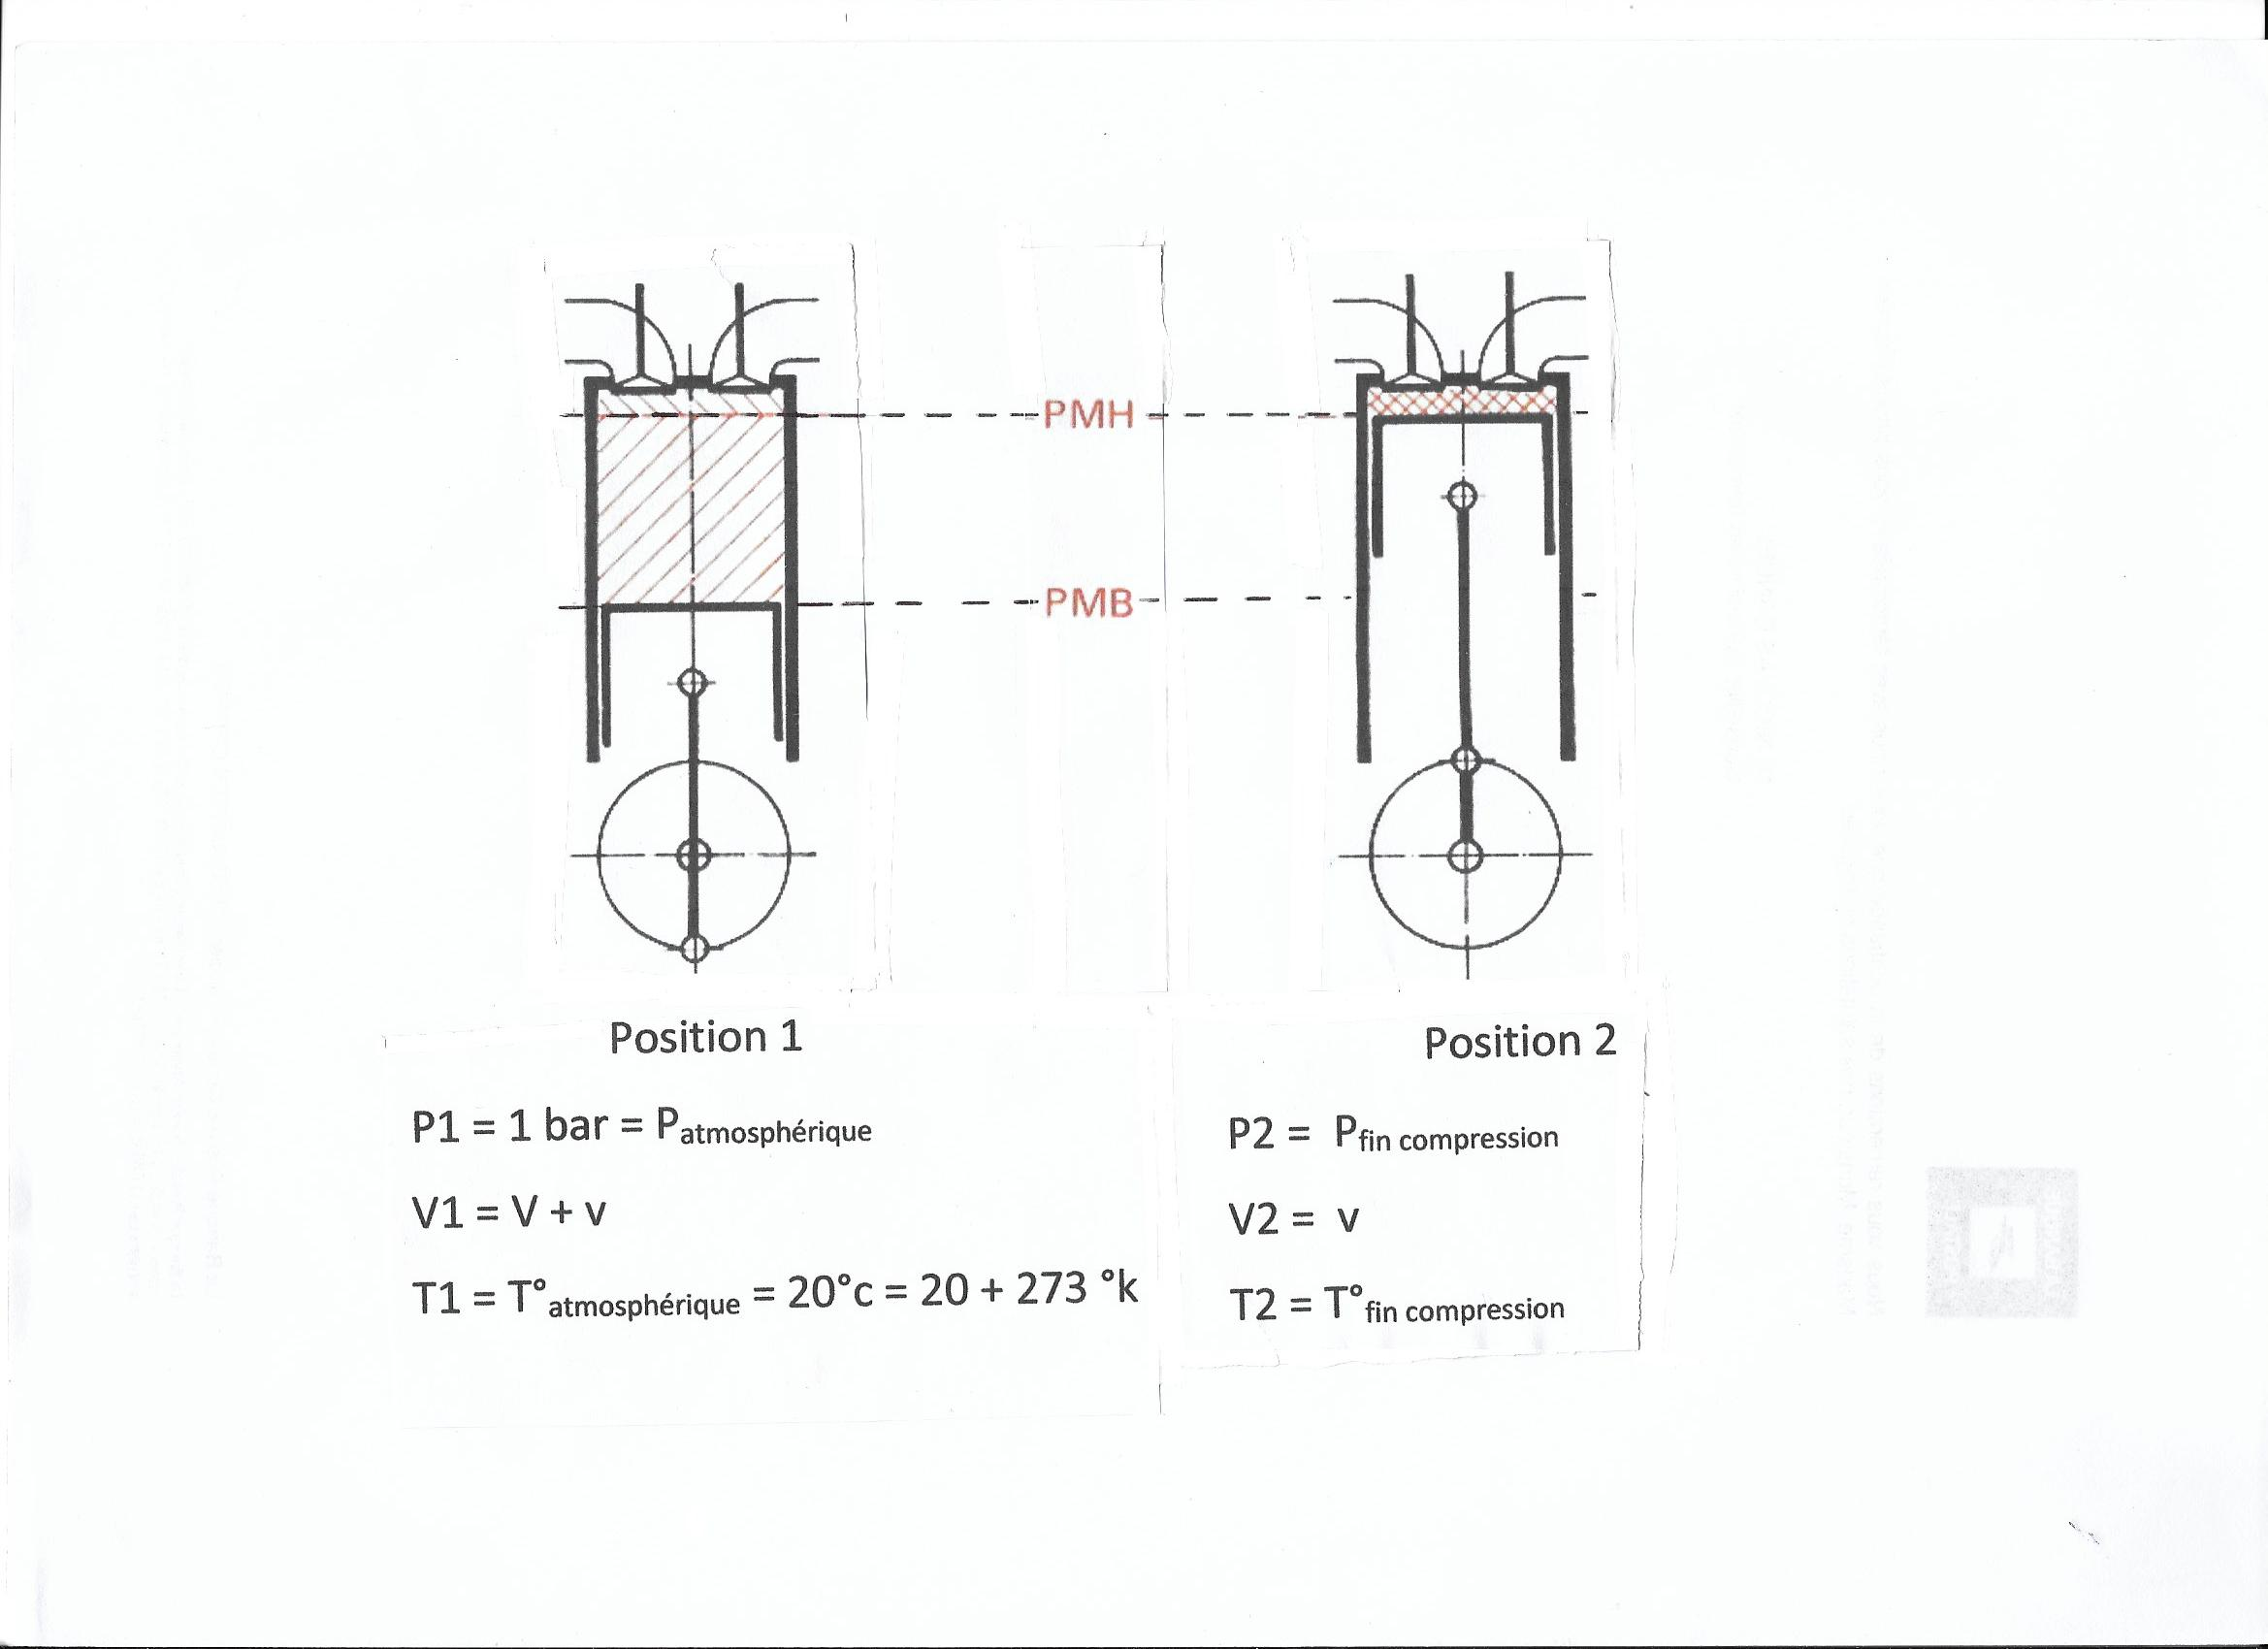 PMH
PMB
Position 1
P1 = 1 bar = Patmosphérique
V1 = V + v
T1 = T°atmosphérique = 20°c = 20 + 273 °k
Position 2
P2 = Pfin compression
V2 = v
T2 = T°fin compression